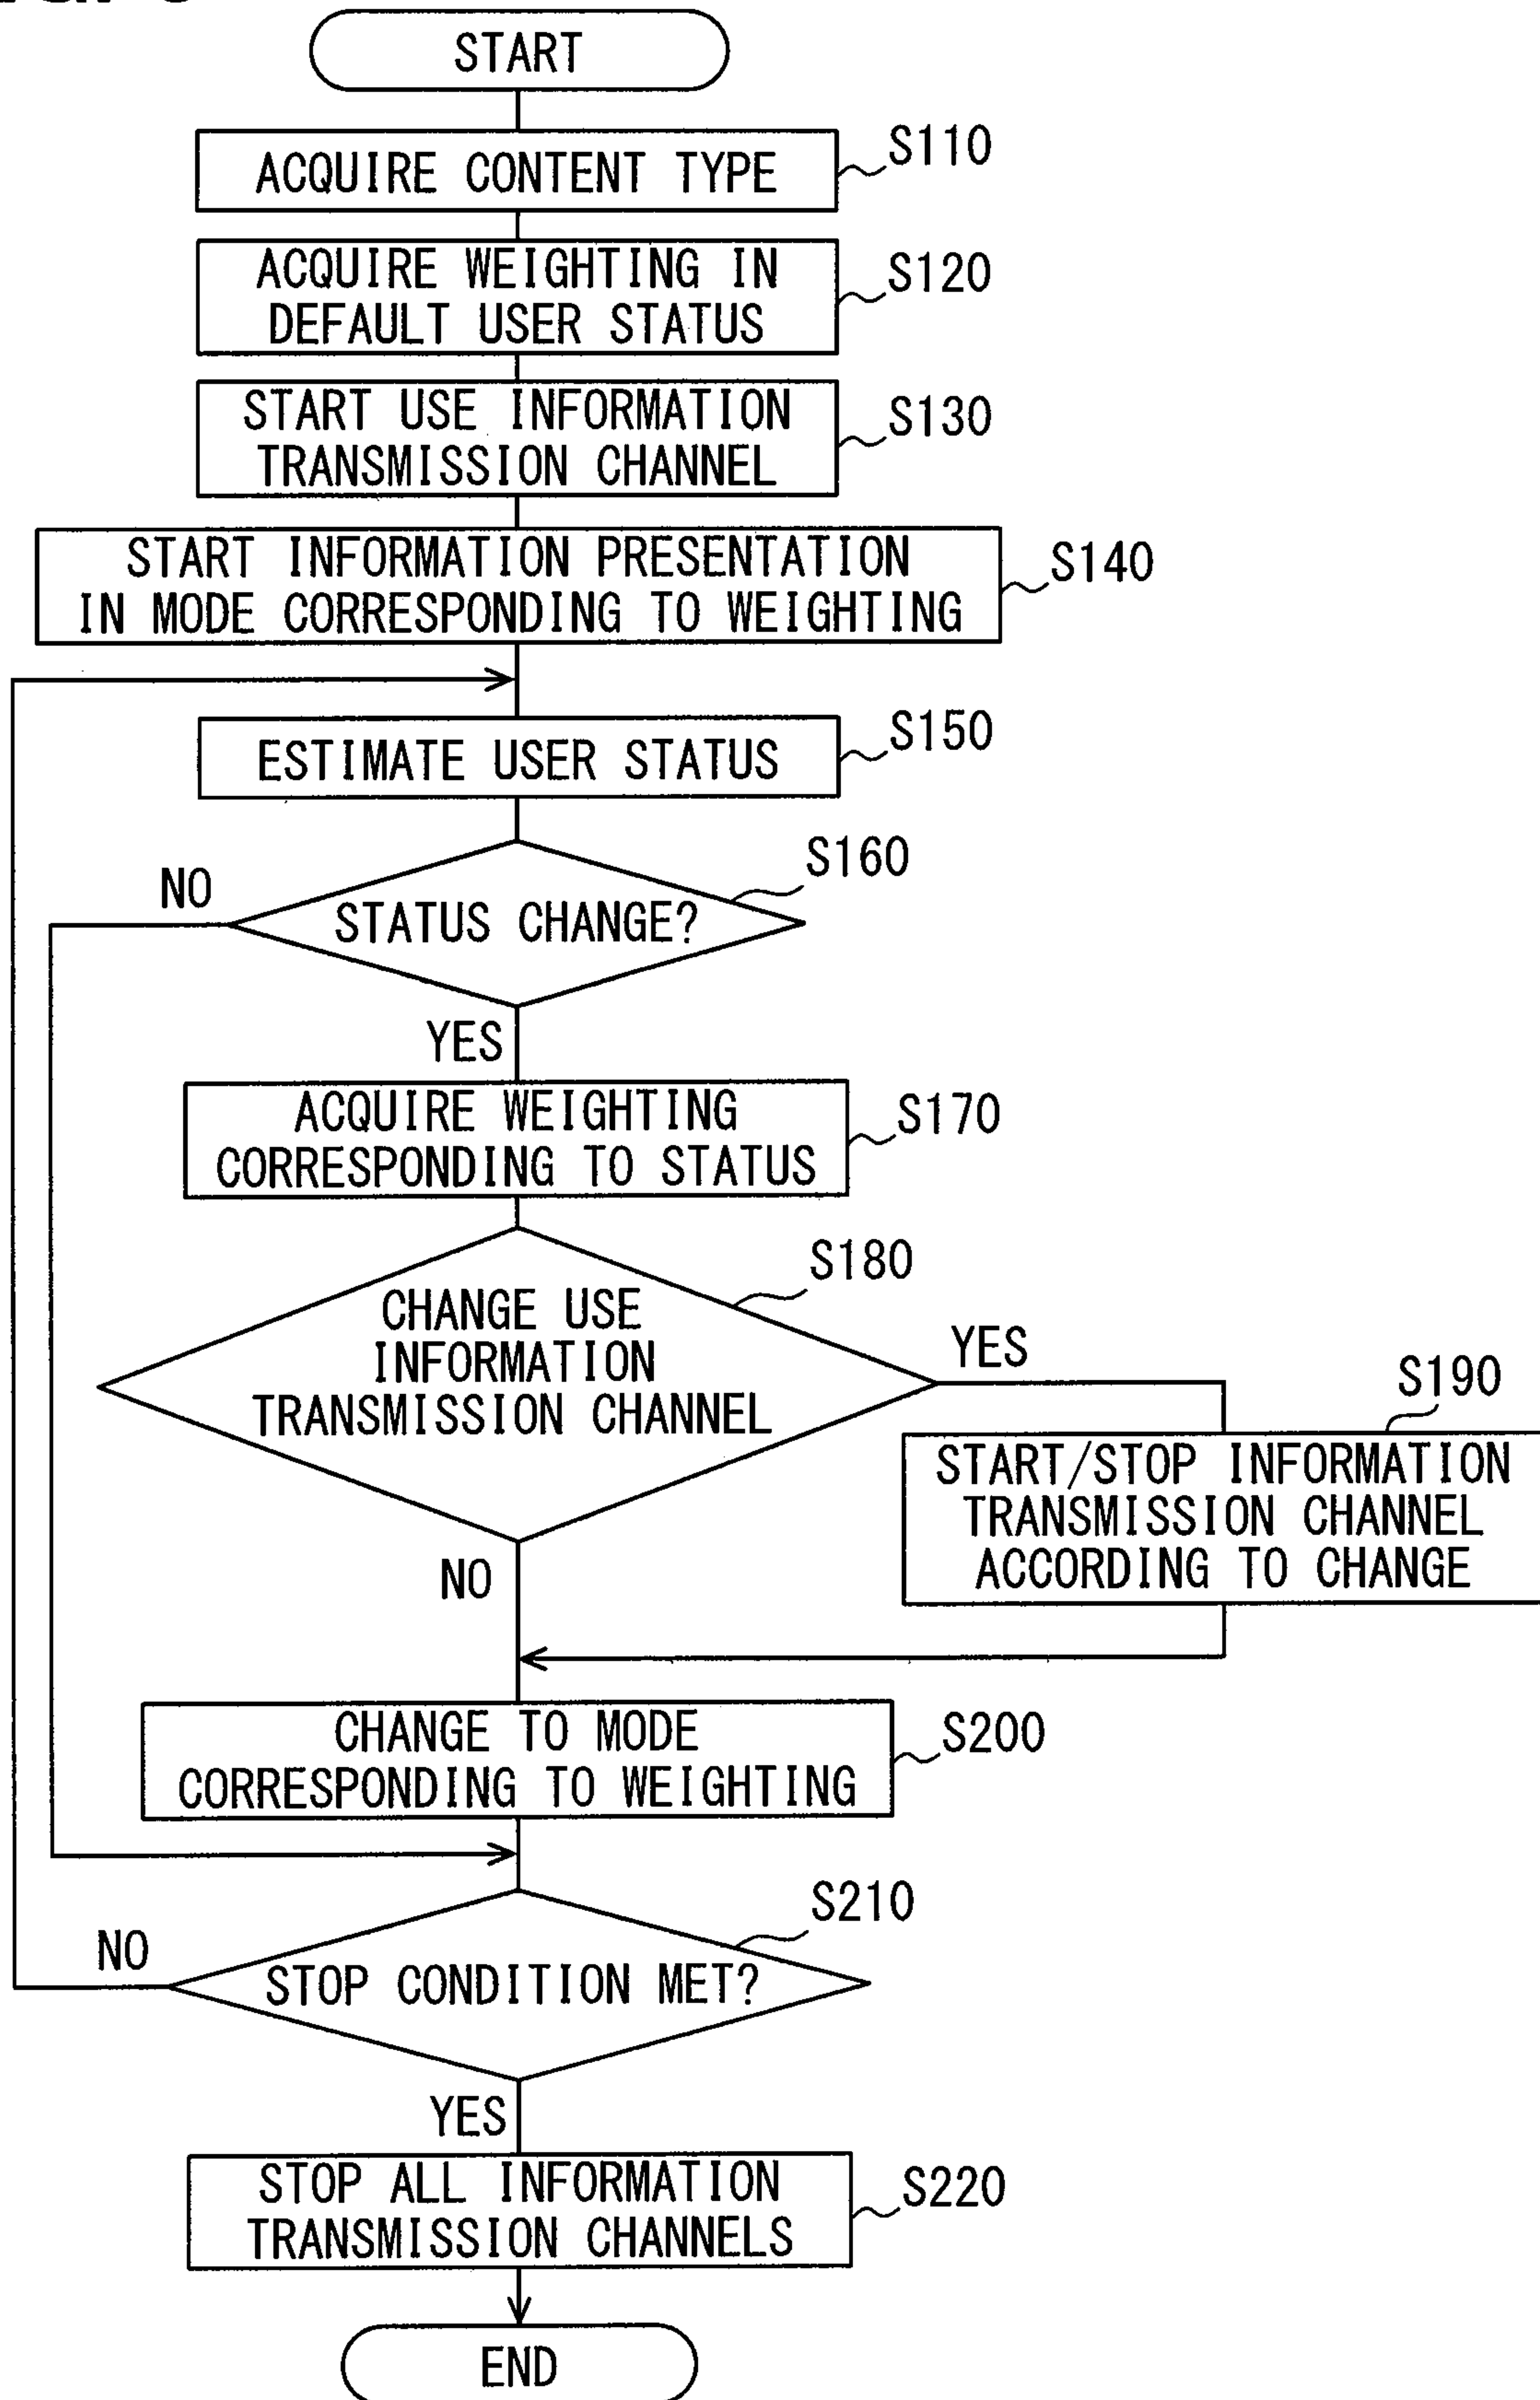 START
ACQUIRE CONTENT TYPE
S110
ACQUIRE WEIGHTING IN
DEFAULT USER STATUS
S120
START USE INFORMATION
TRANSMISSION CHANNEL
S130
START INFORMATION PRESENTATION
IN MODE CORRESPONDING TO WEIGHTING
S140
ESTIMATE USER STATUS
S150
STATUS CHANGE?
S160
NO
YES
ACQUIRE WEIGHTING
CORRESPONDING TO STATUS
S170
CHANGE USE
INFORMATION
TRANSMISSION CHANNEL
S180
YES
NO
S190
START/STOP INFORMATION
TRANSMISSION CHANNEL
ACCORDING TO CHANGE
CHANGE TO MODE
CORRESPONDING TO WEIGHTING
S200
STOP CONDITION MET?
S210
NO
YES
STOP ALL INFORMATION
TRANSMISSION CHANNELS
S220
END